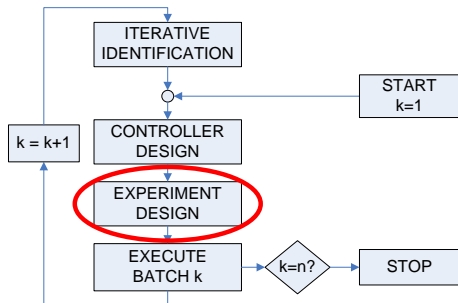 ITERATIVE
IDENTIFICATION
START
k=1
CONTROLLER
DESIGN
k = k+1
EXPERIMENT
DESIGN
EXECUTE
BATCH k
k=n?
STOP